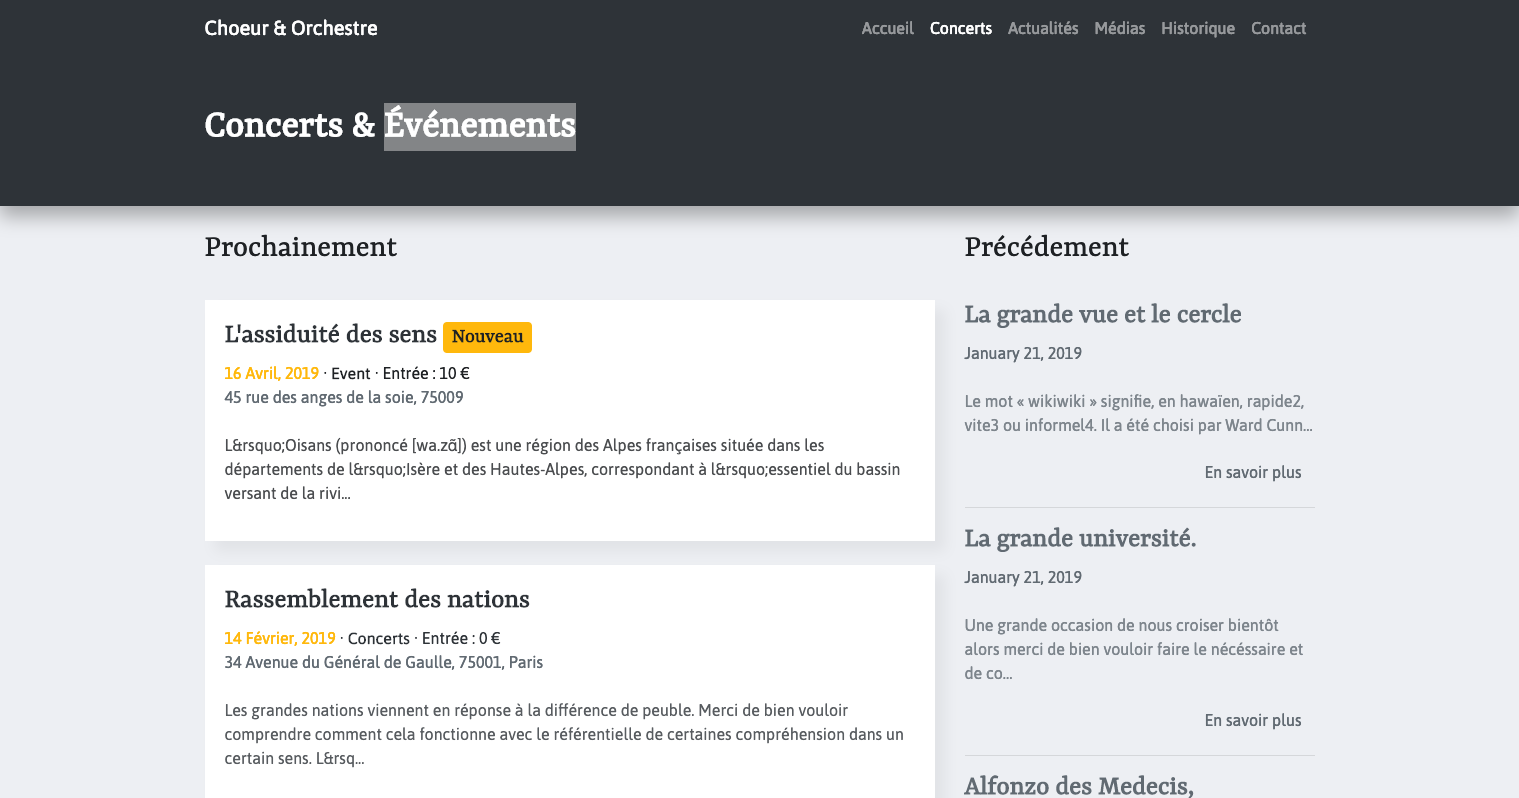 Choeur & Orchestre
Accueil Concerts Actualités Médias Historique Contact
Concerts & Événements
Prochainement
L'assiduité des sens Nouveau
16 Avril, 2019 · Event · Entrée : 10 €
45 rue des anges de la soie, 75009
L&rsquo;Oisans (prononcé [wa.zɑ̃]) est une région des Alpes françaises située dans les
départements de l&rsquo;Isère et des Hautes-Alpes, correspondant à l&rsquo;essentiel du bassin
versant de la rivi...
Rassemblement des nations
14 Février, 2019 · Concerts · Entrée : 0 €
34 Avenue du Général de Gaulle, 75001, Paris
Les grandes nations viennent en réponse à la différence de peuble. Merci de bien vouloir
comprendre comment cela fonctionne avec le référentielle de certaines compréhension dans un
certain sens. L&rsq...
Précédement
La grande vue et le cercle
January 21, 2019
Le mot « wikiwiki » signifie, en hawaïen, rapide2,
vite3 ou informel4. Il a été choisi par Ward Cunn...
En savoir plus
La grande université.
January 21, 2019
Une grande occasion de nous croiser bientôt
alors merci de bien vouloir faire le nécéssaire et
de co...
En savoir plus
Alfonzo des Medecis,